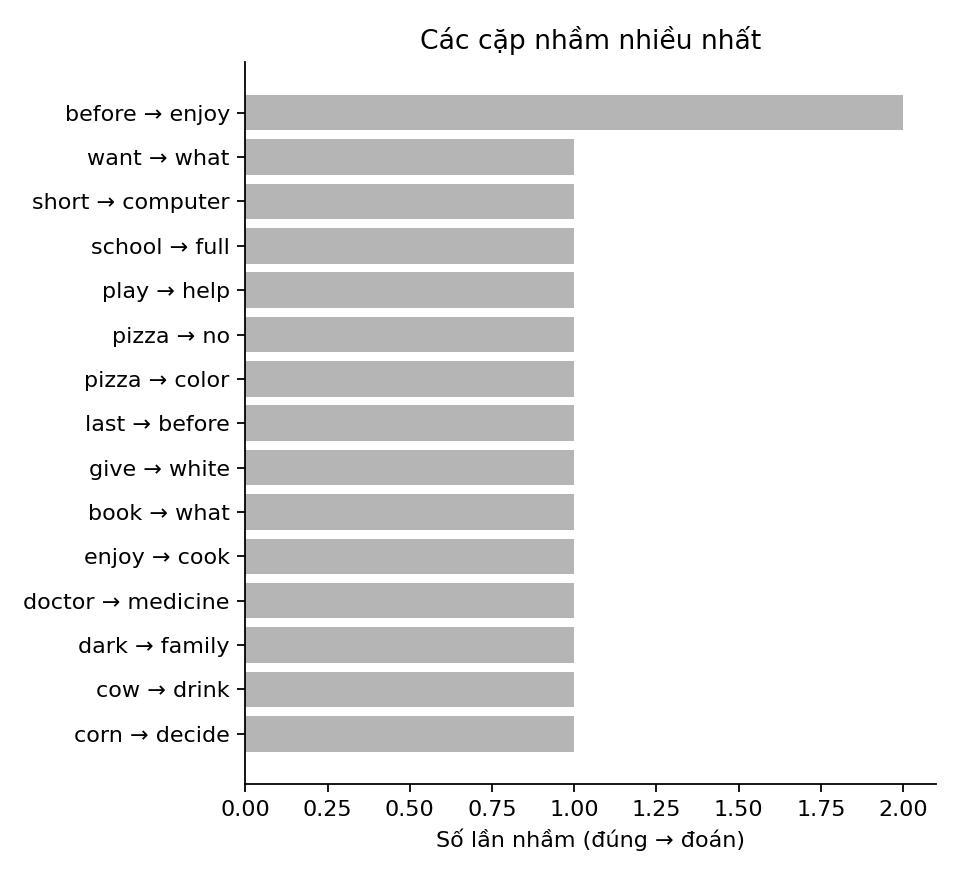 Các cặp nhầm nhiều nhất
before → enjoy
want → what
short → computer
school → full
play → help
pizza → no
pizza → color
last → before
give → white
book → what
enjoy → cook
doctor → medicine
dark → family
cow → drink
corn → decide
0.00 0.25 0.50 0.75 1.00 1.25 1.50 1.75 2.00
Số lần nhầm (đúng → đoán)